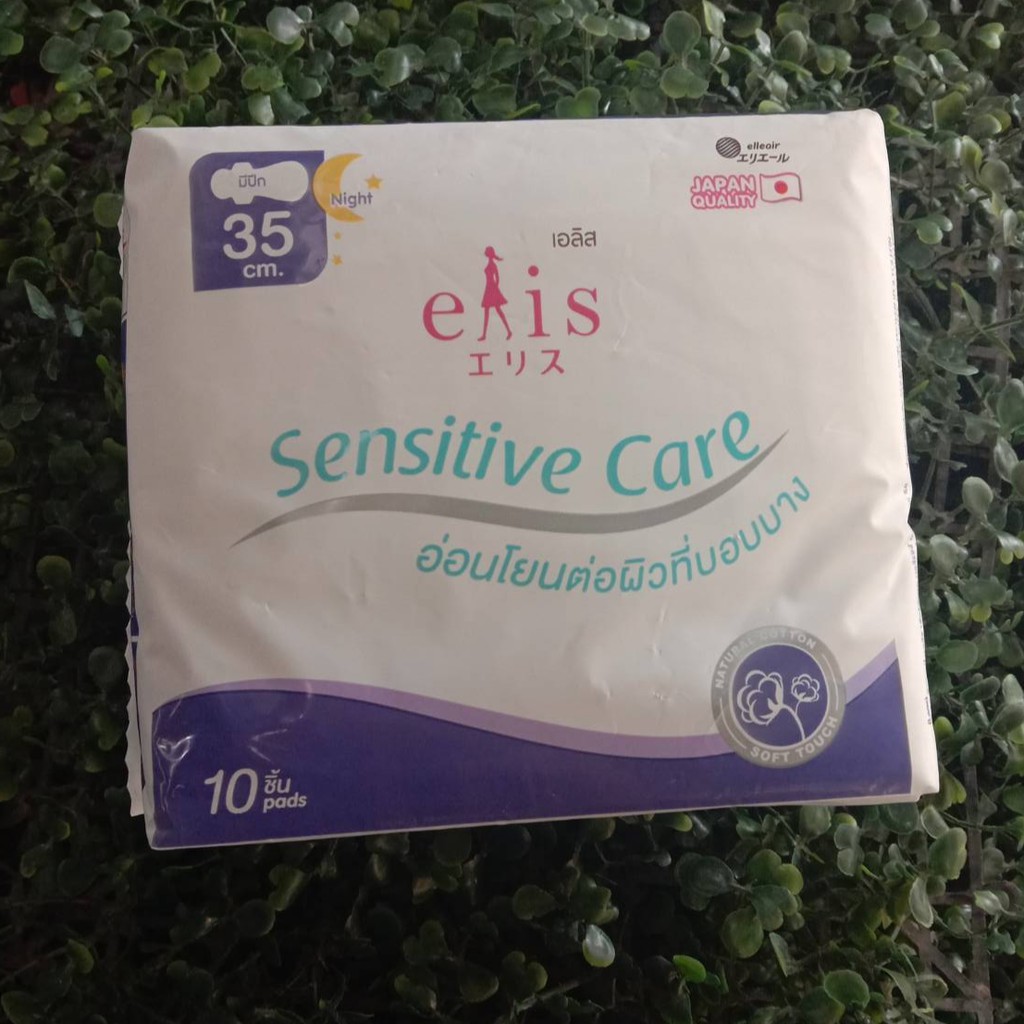 มีปีก
35
cm.
Night
elleair
エリエール
JAPAN
QUALITY
เอลิส
elis
エリス
Sensitive Care
อ่อนโยนต่อผิวที่บอบบาง
NATURAL COTTON
SOFT TOUCH
10 ชิ้น
pads